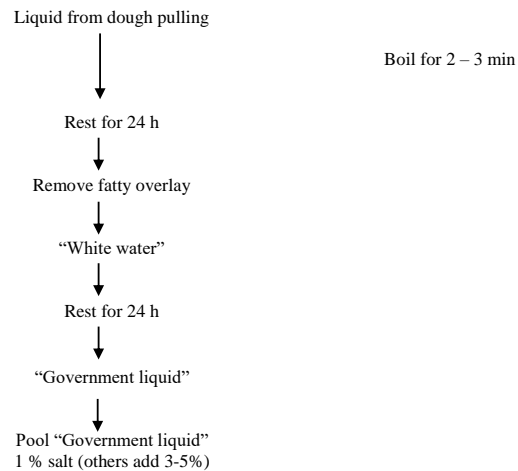 Liquid from dough pulling
Boil for 2 – 3 min
Rest for 24 h
Remove fatty overlay
“White water”
Rest for 24 h
“Government liquid”
Pool “Government liquid”
1 % salt (others add 3-5%)